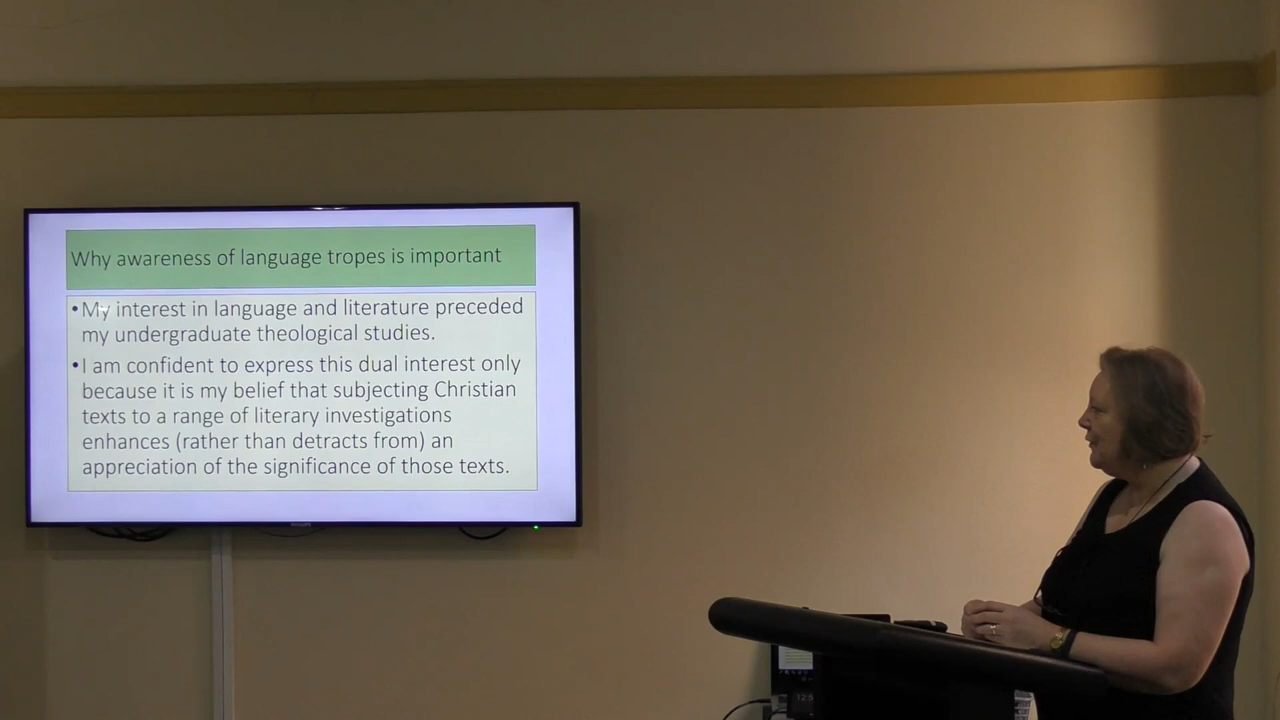 Why awareness of language tropes is important
•My interest in language and literature preceded
my undergraduate theological studies.
•I am confident to express this dual interest only
because it is my belief that subjecting Christian
texts to a range of literary investigations
enhances (rather than detracts from) an
appreciation of the significance of those texts.